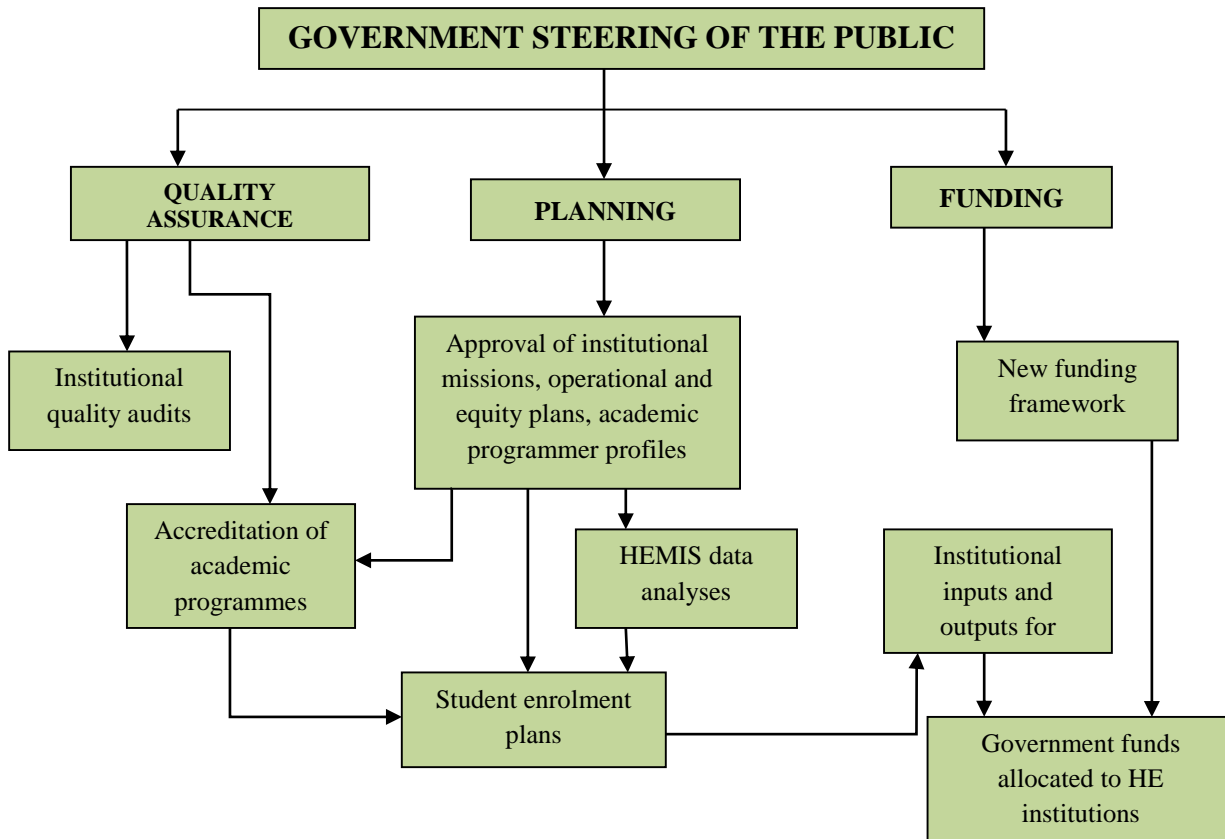 GOVERNMENT STEERING OF THE PUBLIC
QUALITY
ASSURANCE
PLANNING
FUNDING
Institutional
quality audits
Approval of institutional
missions, operational and
equity plans, academic
programmer profiles
New funding
framework
Accreditation of
academic
programmes
HEMIS data
analyses
Institutional
inputs and
outputs for
Student enrolment
plans
Government funds
allocated to HE
institutions